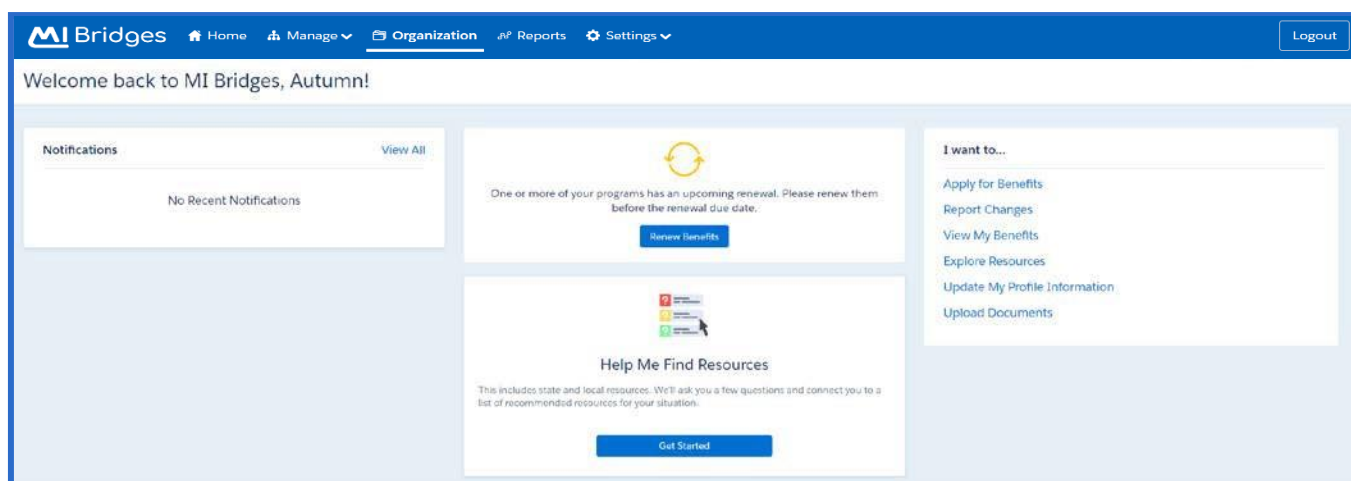 MI Bridges Home Manage Organization Reports Settings Logout
Welcome back to MI Bridges, Autumn!
Notifications View All
No Recent Notifications
One or more of your programs has an upcoming renewal. Please renew them
before the renewal due date.
Renew Benefits
? 
?
?
Help Me Find Resources
This includes state and local resources. We'll ask you a few questions and connect you to a
list of recommended resources for your situation.
Get Started
I want to...
Apply for Benefits
Report Changes
View My Benefits
Explore Resources
Update My Profile Information
Upload Documents